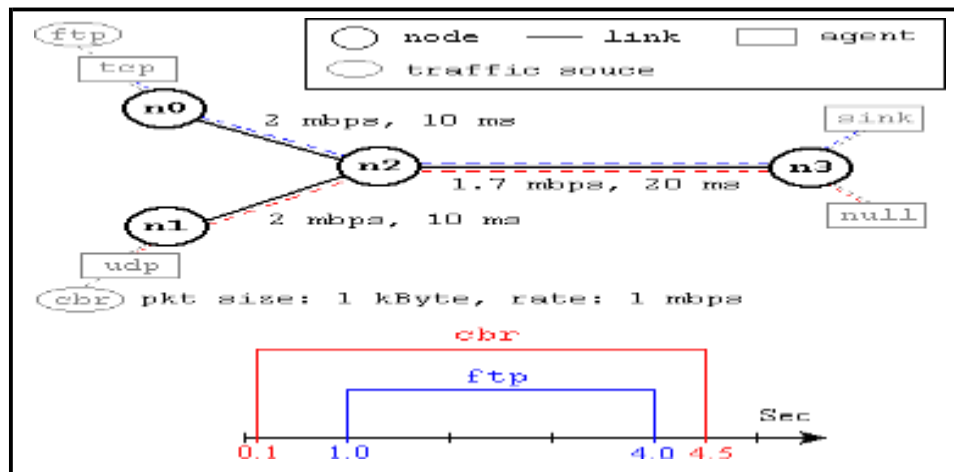 ftp
node link agent
tcp
traffic souce
n0
2 mbps, 10 ms
sink
n2
n3
1.7 mbps, 20 ms
n1
2 mbps, 10 ms
null
udp
cbr pkt size: 1 kByte, rate: 1 mbps
cbr
ftp
Sec
0.1 1.0 4.0 4.5